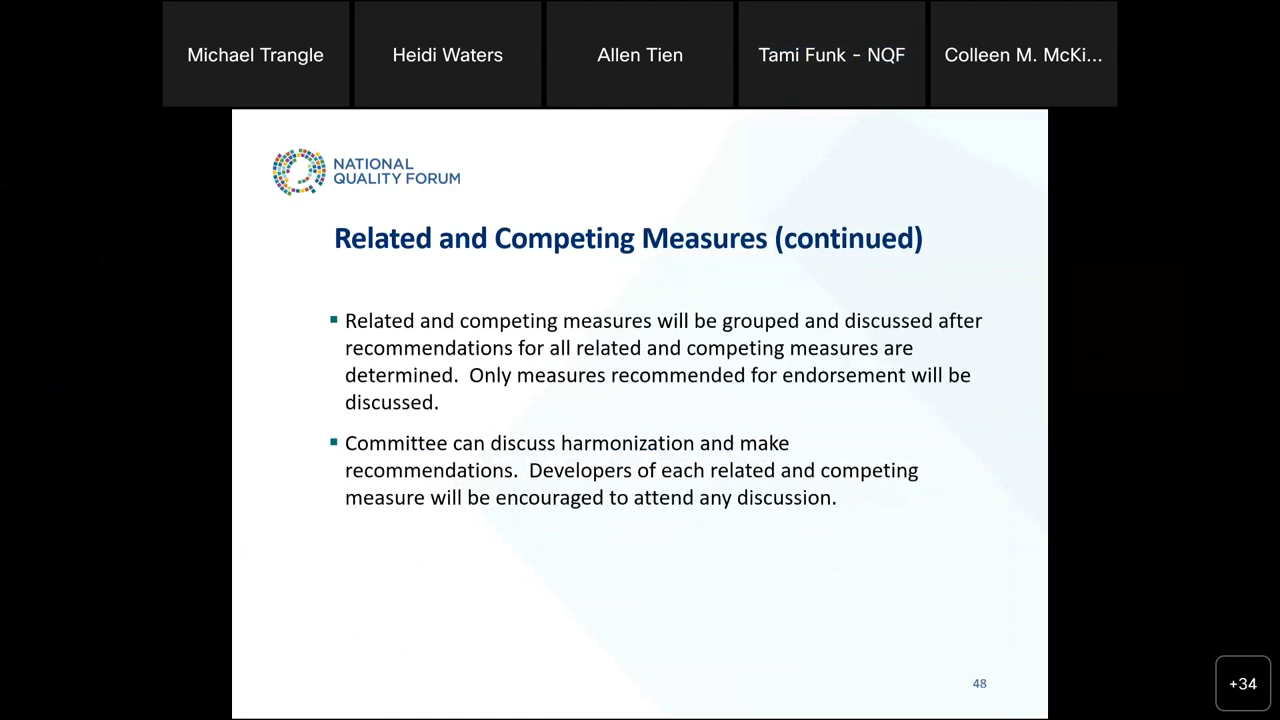 Michael Trangle
Heidi Waters
Allen Tien
Tami Funk - NQF
Colleen M. McKi...
NATIONAL
QUALITY FORUM
Related and Competing Measures (continued)
▪ Related and competing measures will be grouped and discussed after
recommendations for all related and competing measures are
determined.  Only measures recommended for endorsement will be
discussed.
▪ Committee can discuss harmonization and make
recommendations.  Developers of each related and competing
measure will be encouraged to attend any discussion.
48
+34